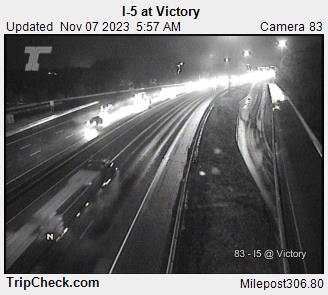 I-5 at Victory
Updated Nov 07 2023 5:57 AM Camera 83
T
N
83 - I5 @ Victory
TripCheck.com Milepost306.80